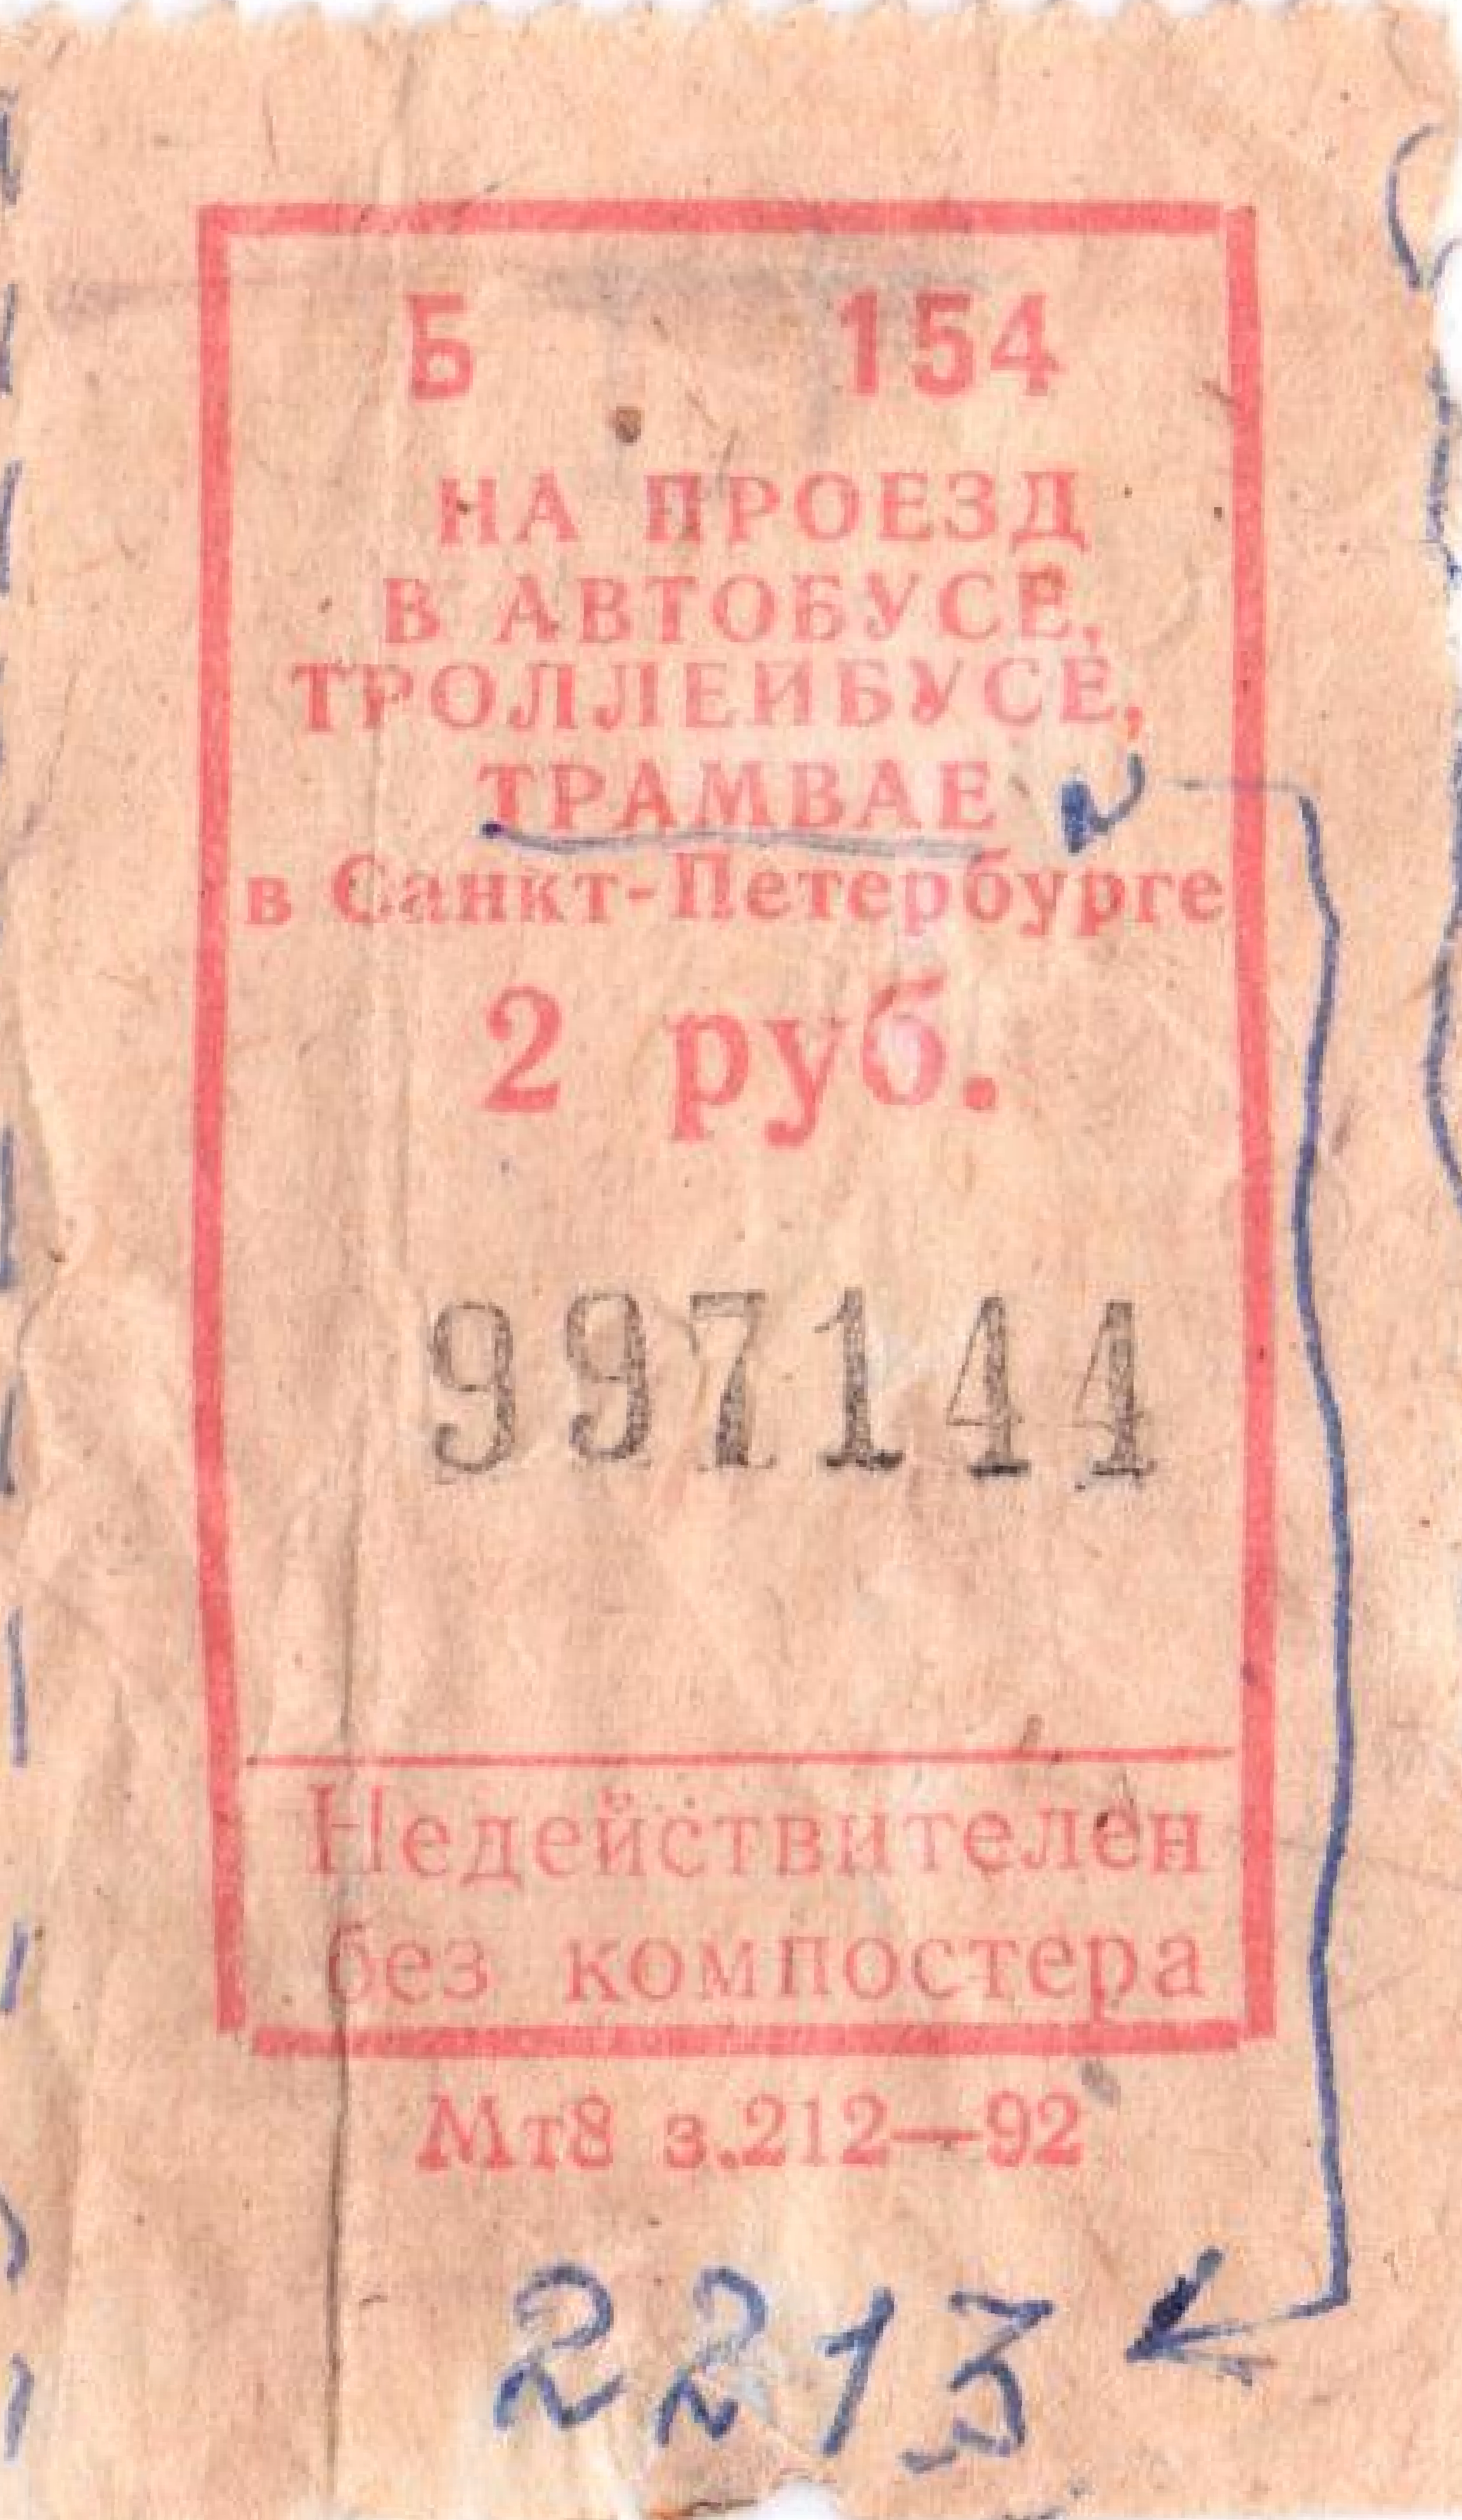 Б 154
НА ПРОЕЗД
В АВТОБУСЕ,
ТРОЛЛЕЙБУСЕ,
ТРАМВАЕ
в Санкт-Петербурге
2 руб.
997144
Недействителен
без компостера
Мт8 з.212—92
2213